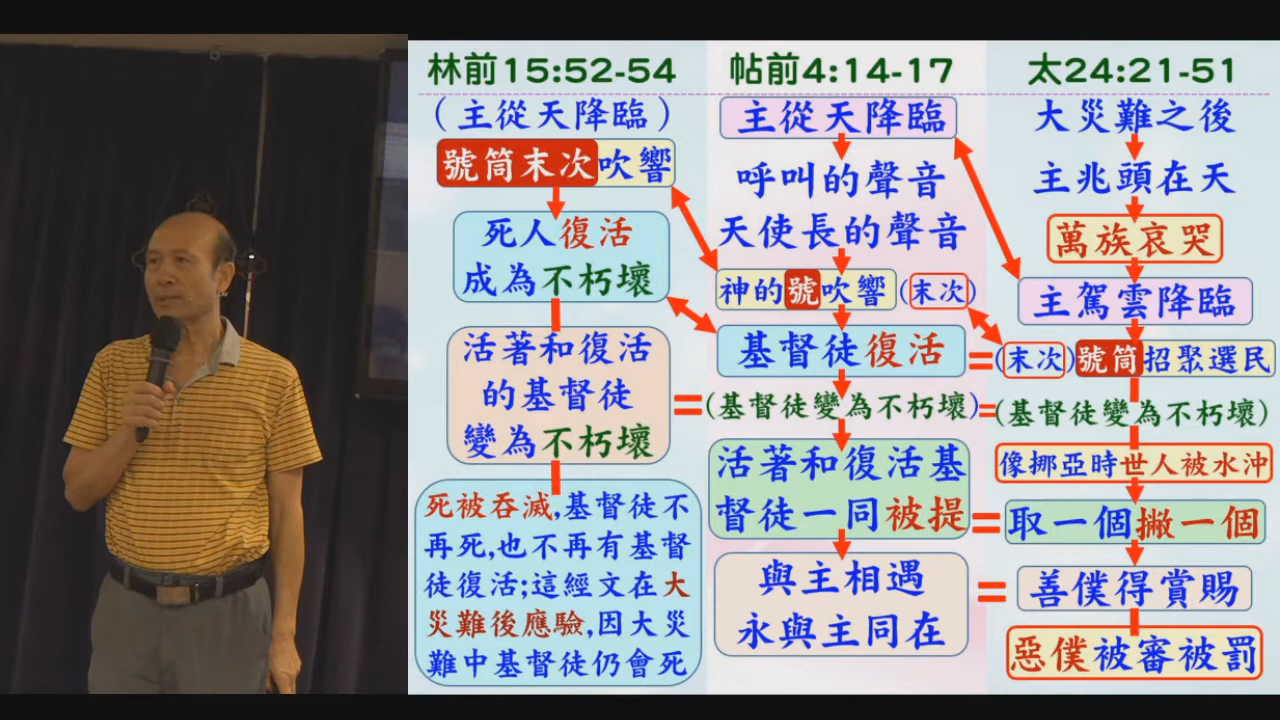 林前15:52-54
(主從天降臨)
號筒末次吹響
死人復活
成為不朽壞
活著和復活
的基督徒
變為不朽壞
死被吞滅,基督徒不
再死,也不再有基督
徒復活;這經文在大
災難後應驗,因大災
難中基督徒仍會死
帖前4:14-17
主從天降臨
呼叫的聲音
天使長的聲音
神的號吹響(末次)
基督徒復活
=(基督徒變為不朽壞)=
活著和復活基
督徒一同被提=
與主相遇
永與主同在
=
太24:21-51
大災難之後
主兆頭在天
萬族哀哭
主駕雲降臨
=(末次)號筒招聚選民
(基督徒變為不朽壞)
像挪亞時世人被水沖
取一個撇一個
善僕得賞賜
惡僕被審被罰